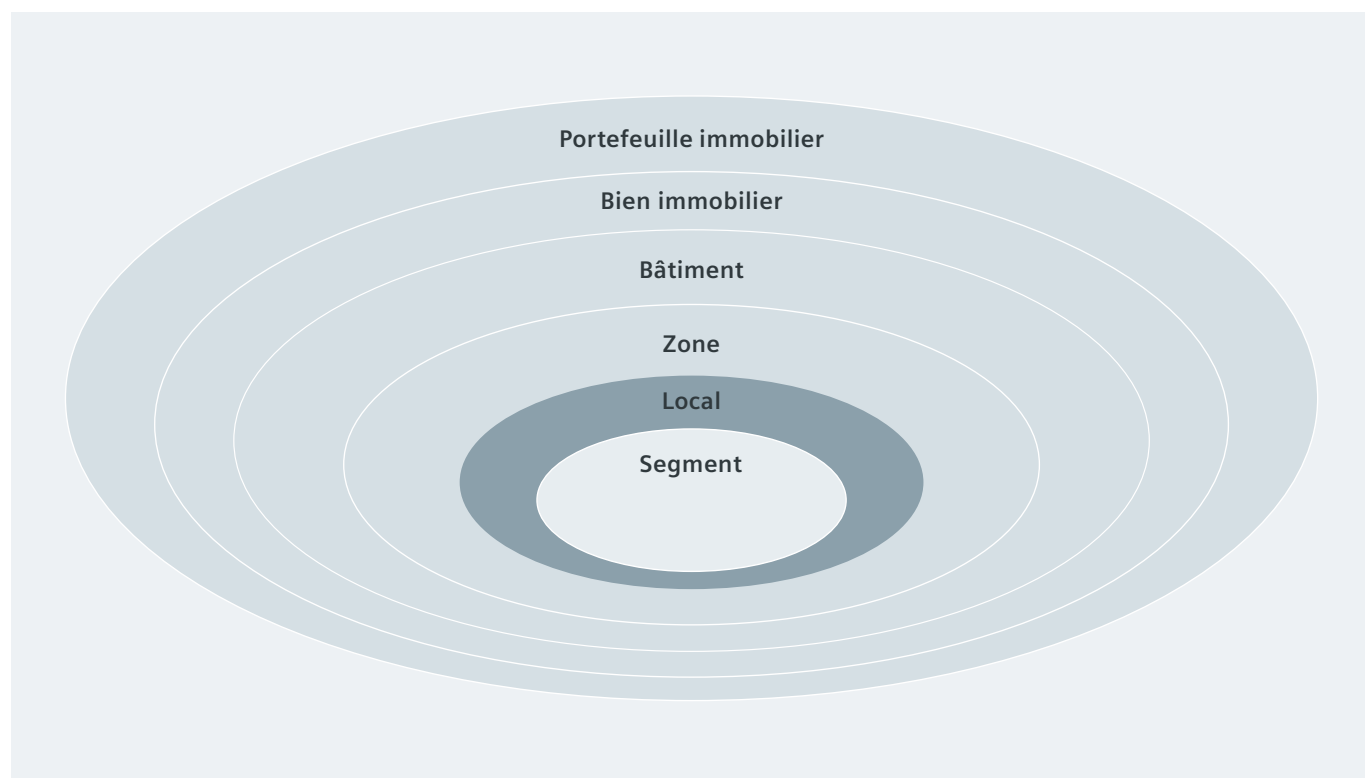 Portefeuille immobilier
Bien immobilier
Bâtiment
Zone
Local
Segment